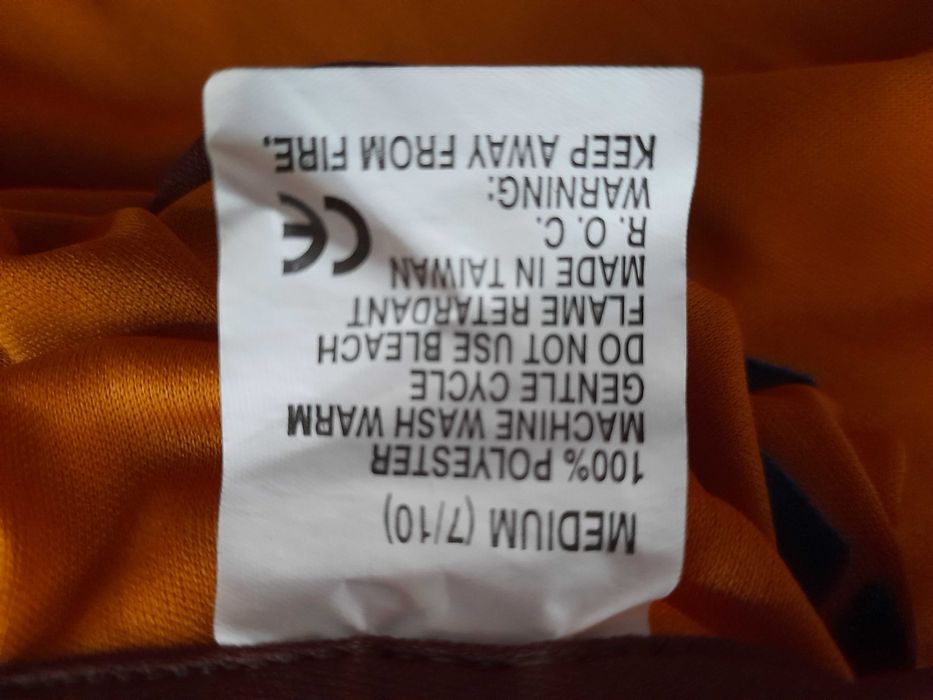 MEDIUM (7/10)
100% POLYESTER
MACHINE WASH WARM
GENTLE CYCLE
DO NOT USE BLEACH
FLAME RETARDANT
MADE IN TAIWAN
R. O. C.
CE
WARNING:
KEEP AWAY FROM FIRE.